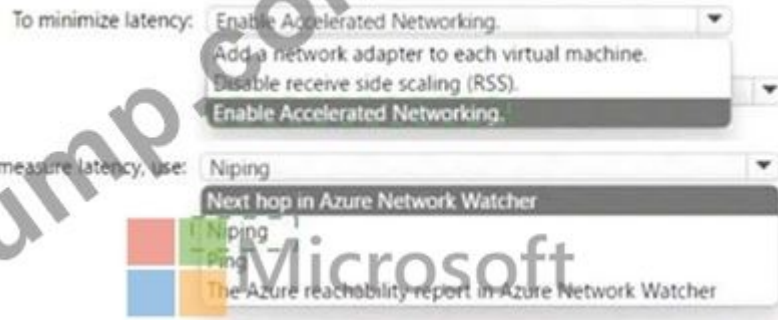 To minimize latency: Enable Accelerated Networking.
Add a network adapter to each virtual machine.
Disable receive side scaling (RSS).
Enable Accelerated Networking.
measure latency, use: Niping
Next hop in Azure Network Watcher
Niping
Ping
Microsoft
The Azure reachability report in Azure Network Watcher